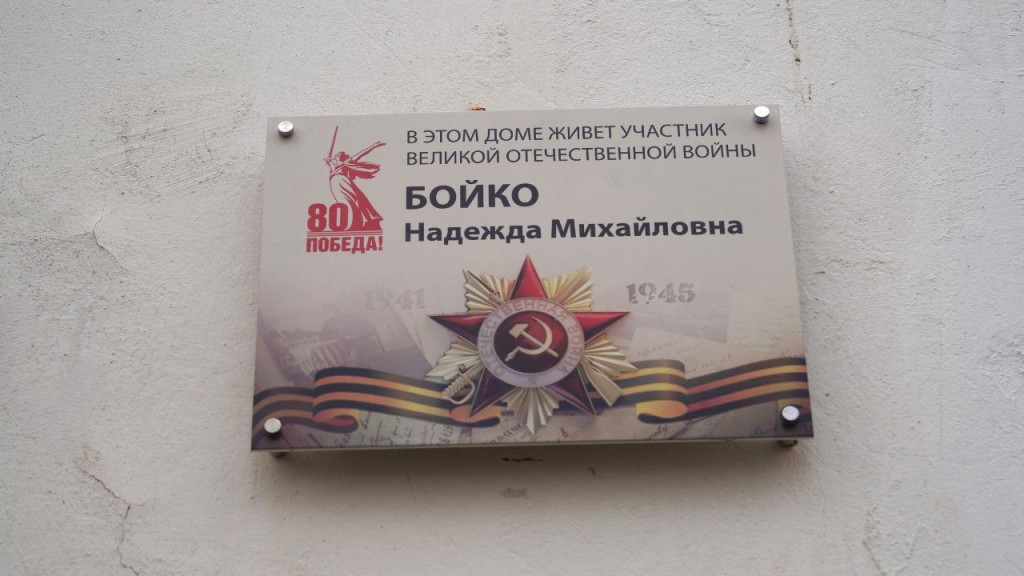 В ЭТОМ ДОМЕ ЖИВЕТ УЧАСТНИК
ВЕЛИКОЙ ОТЕЧЕСТВЕННОЙ ВОЙНЫ
БОЙКО
Надежда Михайловна
80
ПОБЕДА!
1941
1945
ОТЕЧЕСТВЕННАЯ ВОЙНА